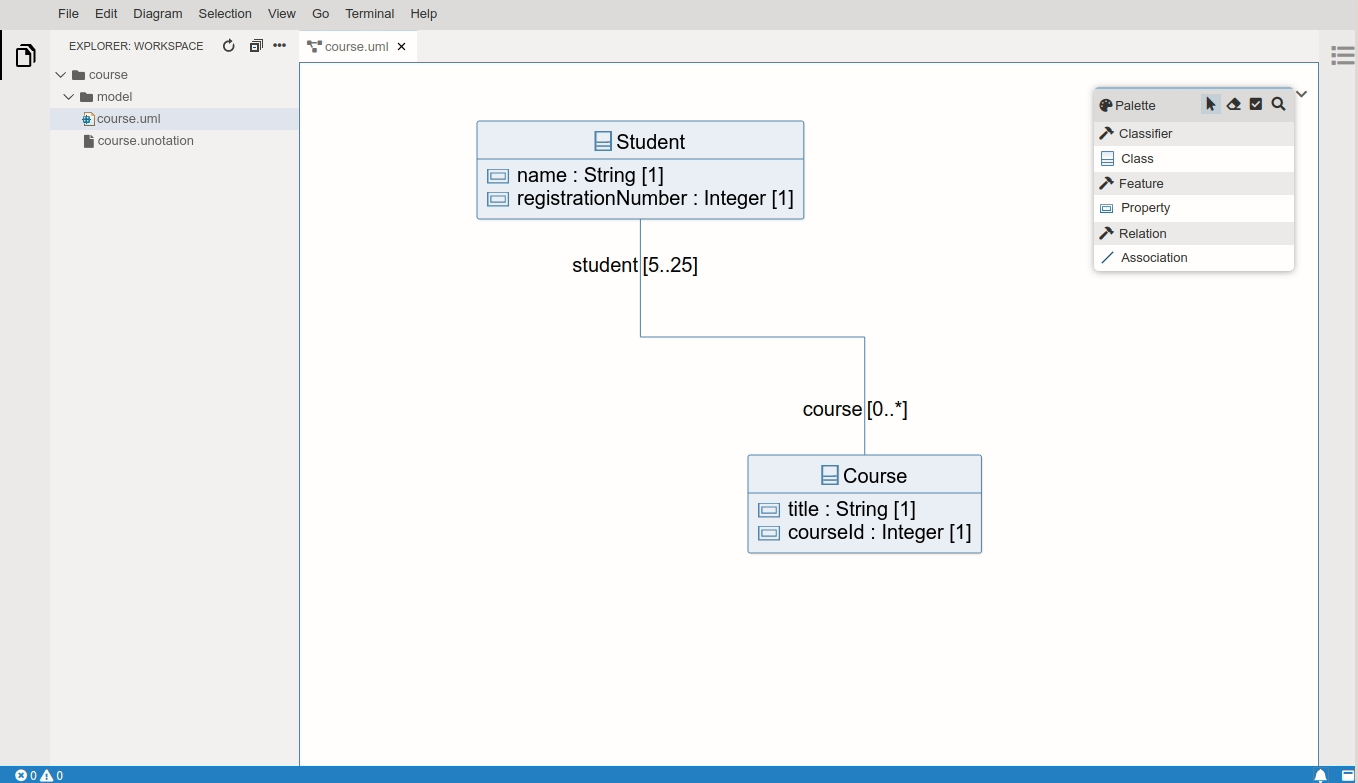 File Edit Diagram Selection View Go Terminal Help
EXPLORER: WORKSPACE
course.uml
course
model
course.uml
course.unotation
Student
name : String [1]
registrationNumber : Integer [1]
student [5..25]
course [0..*]
Course
title : String [1]
courseId : Integer [1]
Palette
Classifier
Class
Feature
Property
Relation
Association
0 0